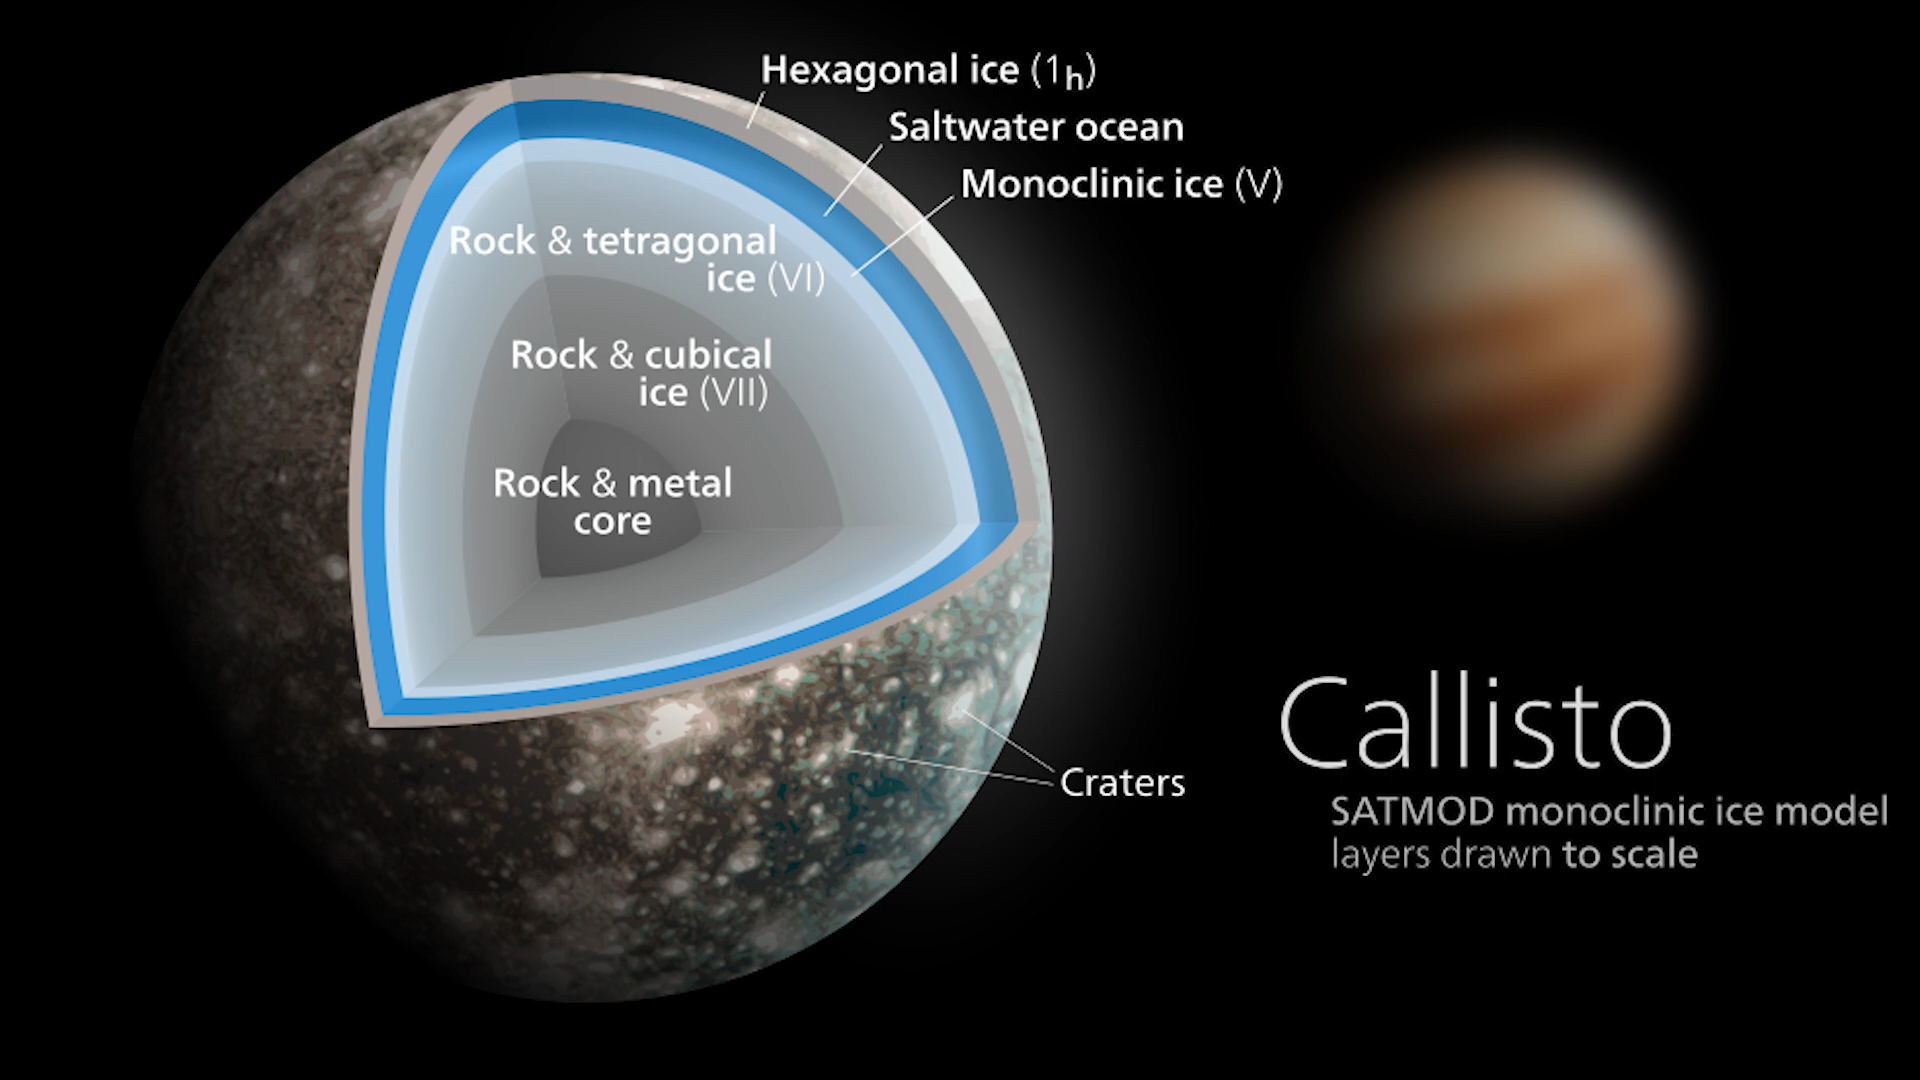 Hexagonal ice (1h)
Saltwater ocean
Monoclinic ice (V)
Rock & tetragonal
ice (VI)
Rock & cubical
ice (VII)
Rock & metal
core
Craters
Callisto
SATMOD monoclinic ice model
layers drawn to scale